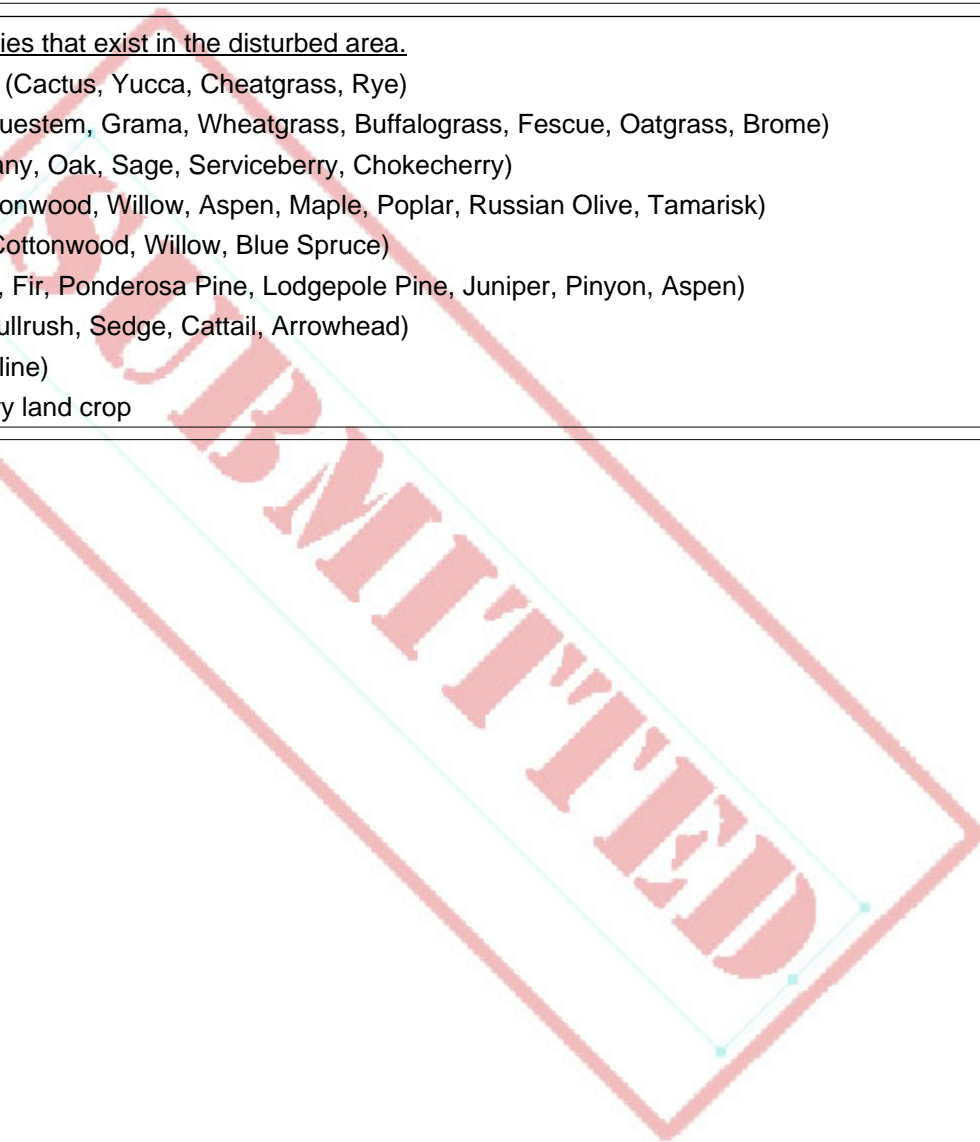 ies that exist in the disturbed area.
(Cactus, Yucca, Cheatgrass, Rye)
uestem, Grama, Wheatgrass, Buffalograss, Fescue, Oatgrass, Brome)
any, Oak, Sage, Serviceberry, Chokecherry)
onwood, Willow, Aspen, Maple, Poplar, Russian Olive, Tamarisk)
Cottonwood, Willow, Blue Spruce)
, Fir, Ponderosa Pine, Lodgepole Pine, Juniper, Pinyon, Aspen)
ullrush, Sedge, Cattail, Arrowhead)
line)
y land crop
SUBMITTED